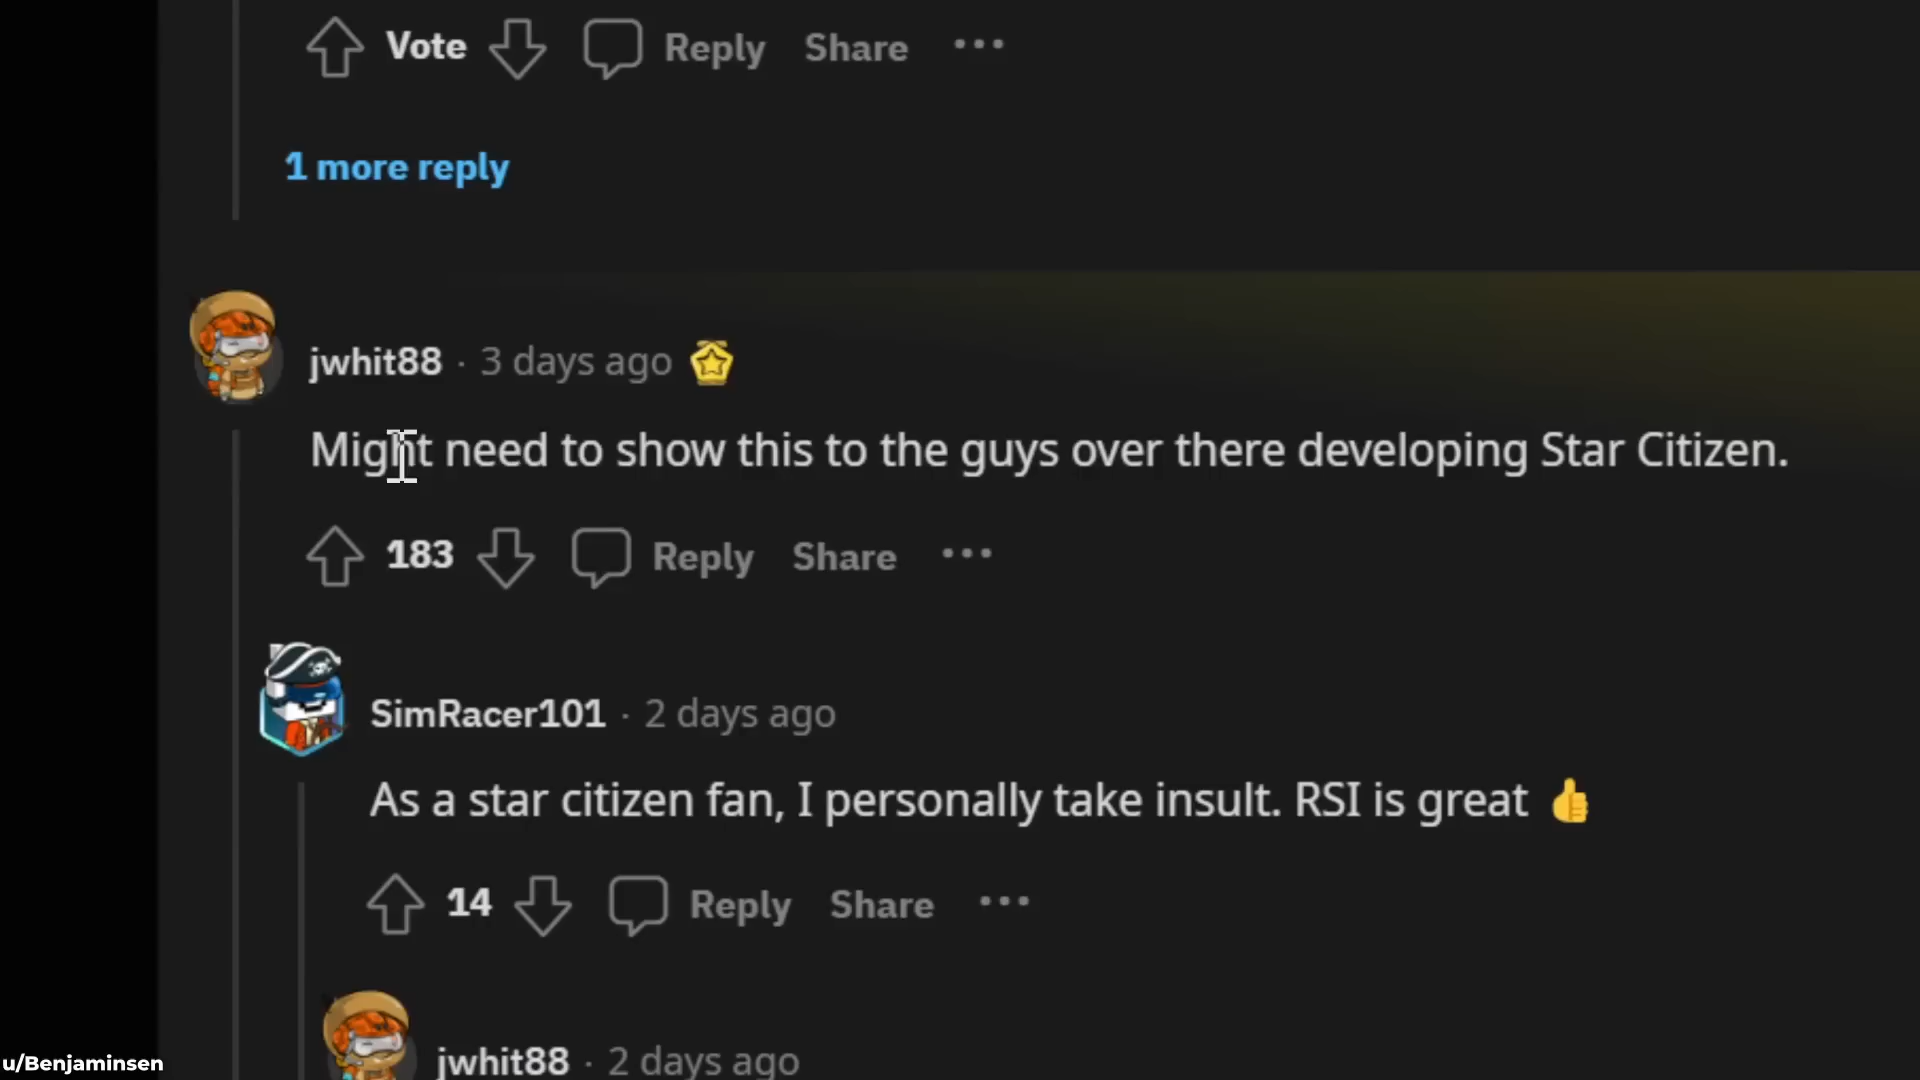 Vote Reply Share
1 more reply
jwhit88 · 3 days ago
Might need to show this to the guys over there developing Star Citizen.
183 Reply Share
SimRacer101 · 2 days ago
As a star citizen fan, I personally take insult. RSI is great 👍
14 Reply Share
jwhit88 · 2 days ago
u/Benjaminsen